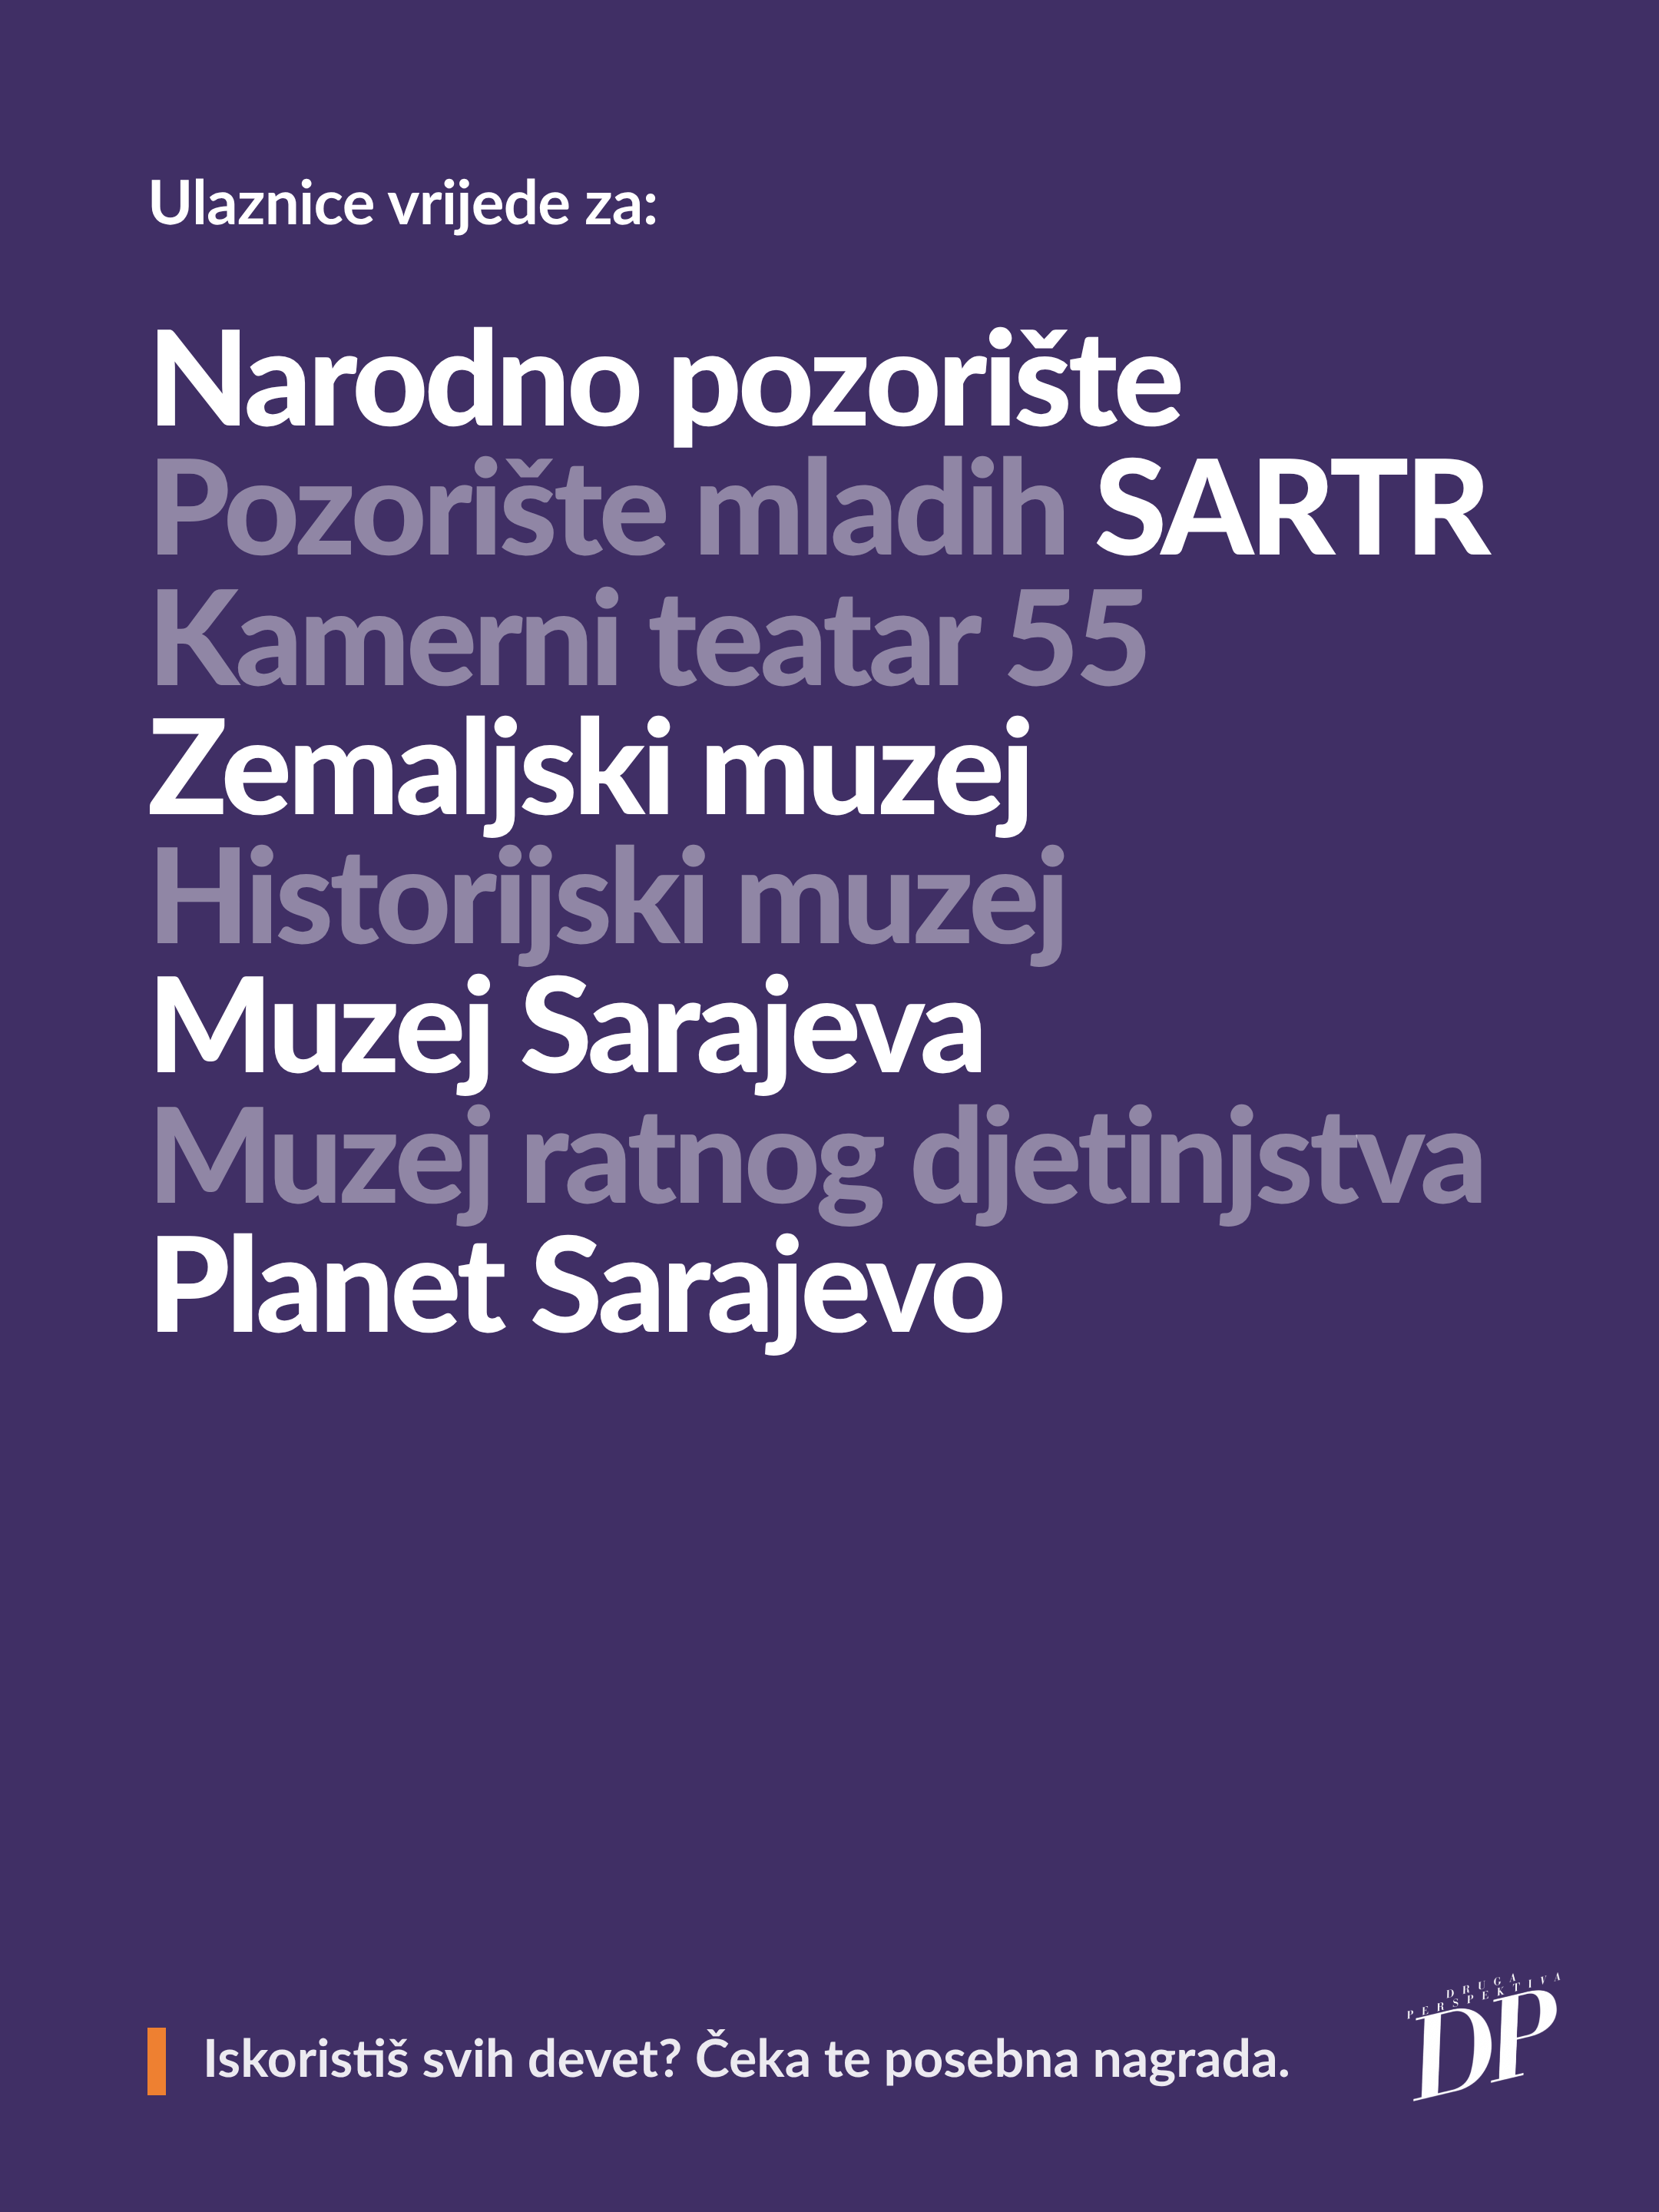 Ulaznice vrijede za:
Narodno pozorište
Pozorište mladih SARTR
Kamerni teatar 55
Zemaljski muzej
Historijski muzej
Muzej Sarajeva
Muzej ratnog djetinjstva
Planet Sarajevo
Iskoristiš svih devet? Čeka te posebna nagrada.
DRUGA
PERSPEKTIVA
DP